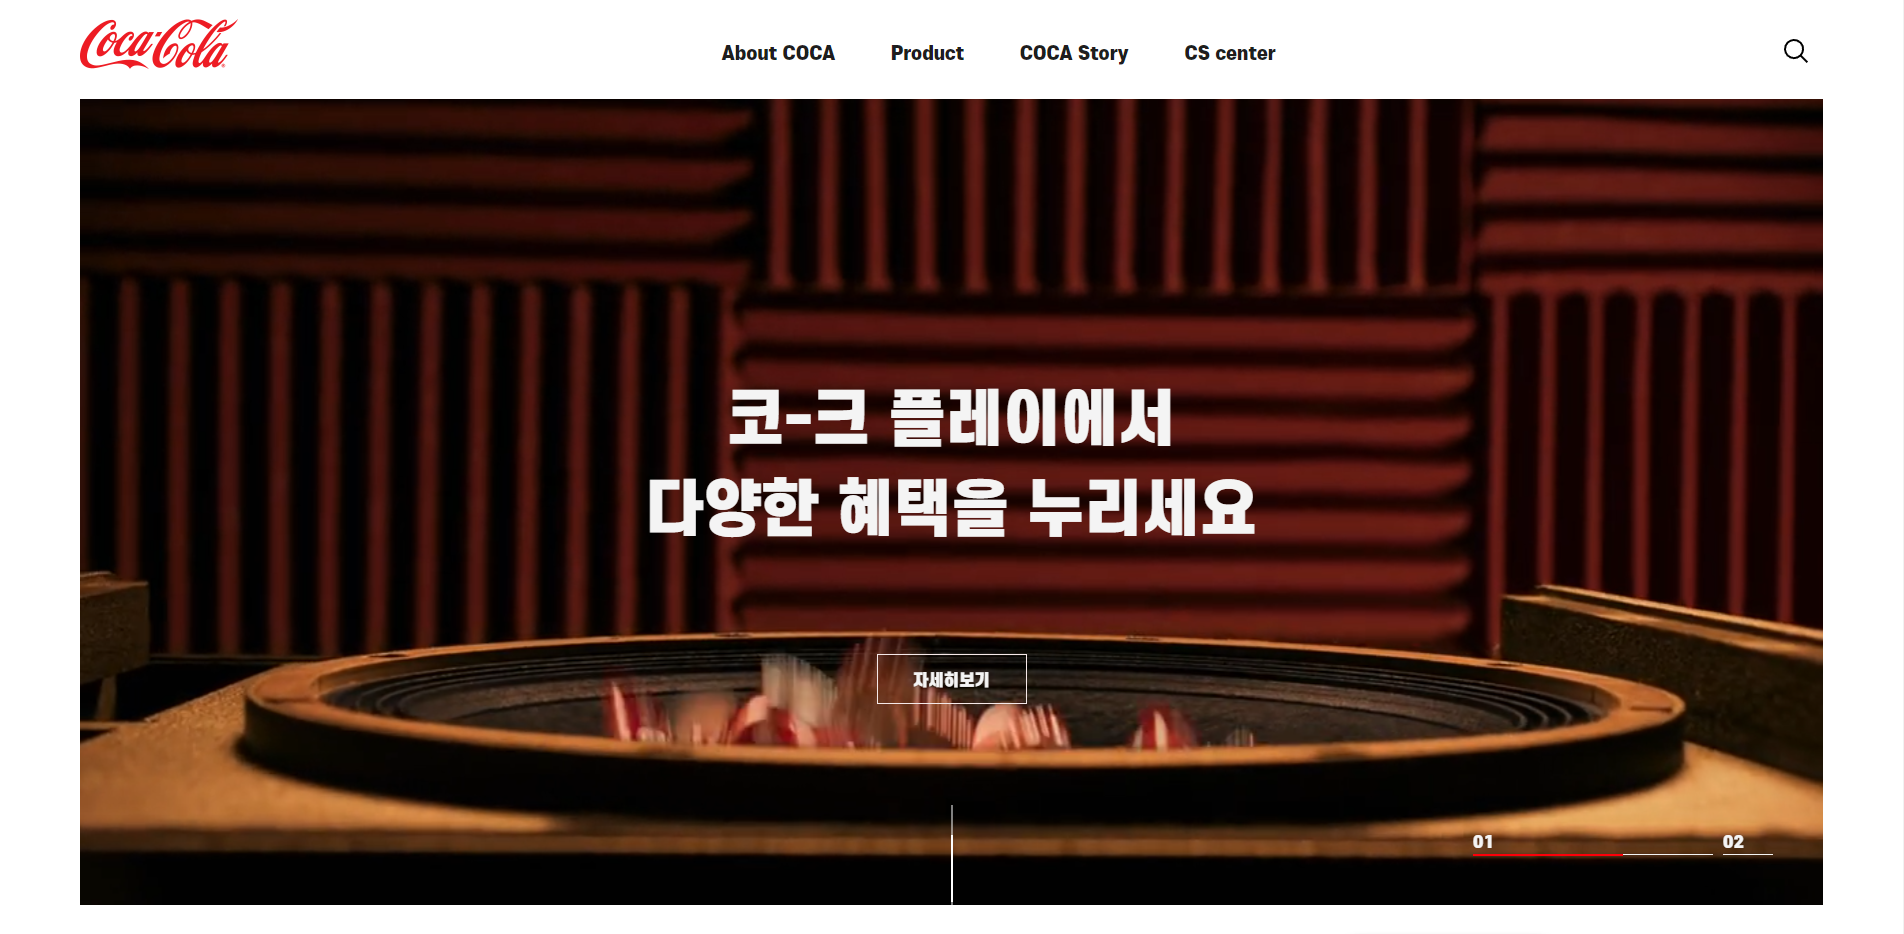 Coca-Cola
About COCA
Product
COCA Story
CS center
코-크 플레이에서
다양한 혜택을 누리세요
자세히보기
01
02